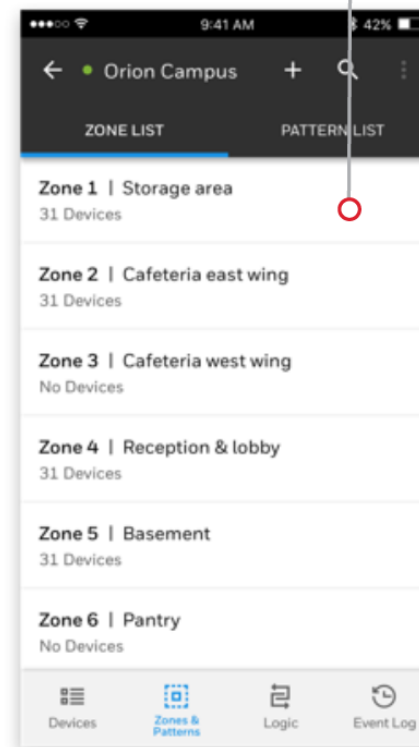 9:41 AM 42%
Orion Campus
ZONE LIST PATTERN LIST
Zone 1 | Storage area
31 Devices
Zone 2 | Cafeteria east wing
31 Devices
Zone 3 | Cafeteria west wing
No Devices
Zone 4 | Reception & lobby
31 Devices
Zone 5 | Basement
31 Devices
Zone 6 | Pantry
No Devices
Devices Zones & Patterns Logic Event Log